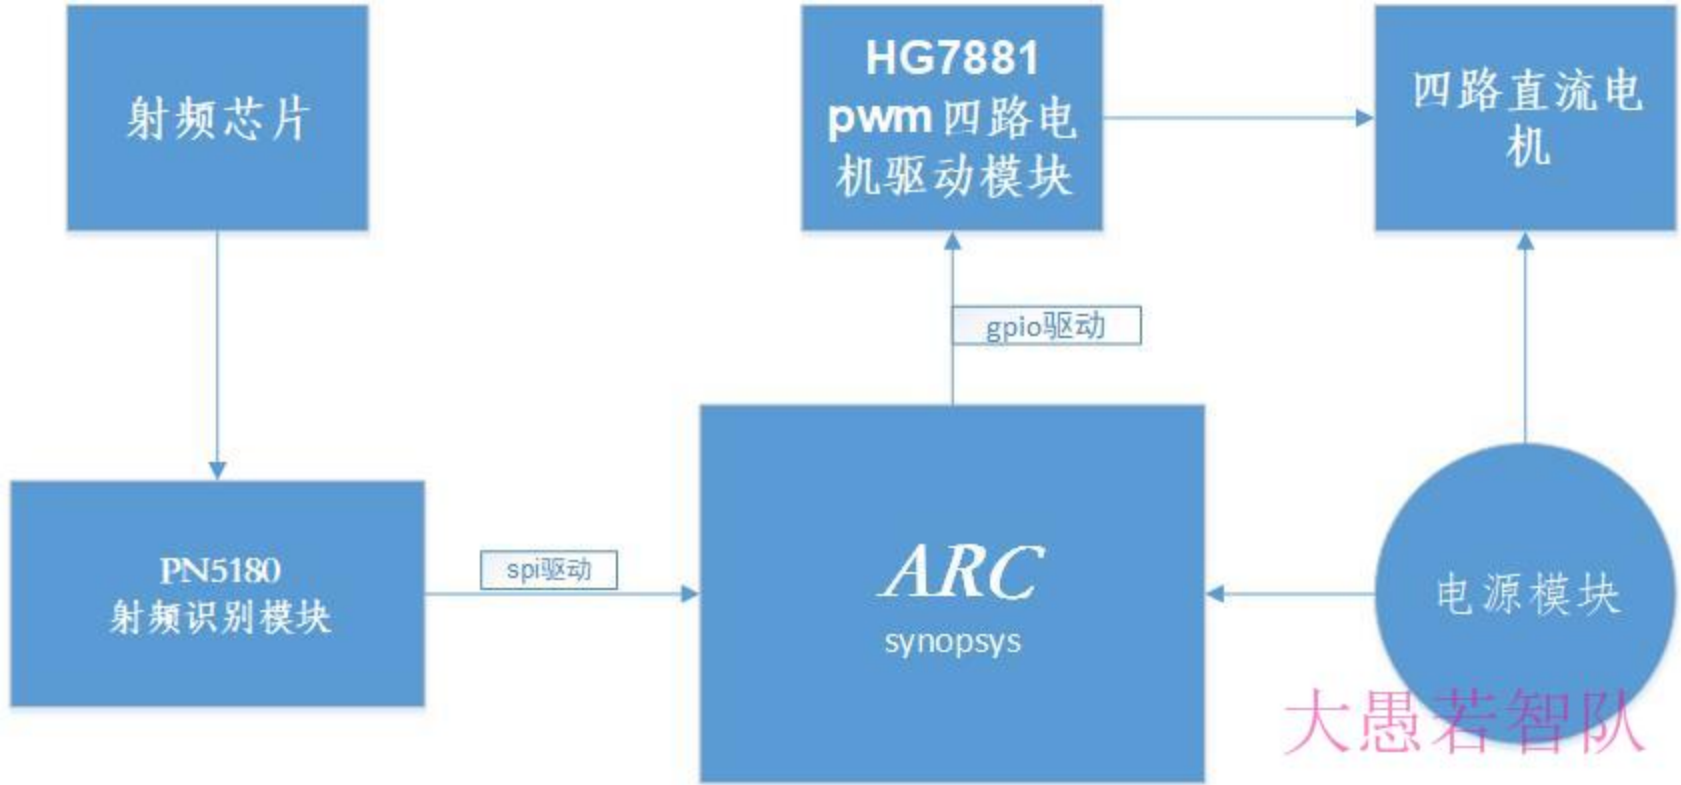 射频芯片
HG7881
pwm四路电
机驱动模块
四路直流电
机
gpio驱动
PN5180
射频识别模块
spi驱动
ARC
synopsys
电源模块
大愚若智队